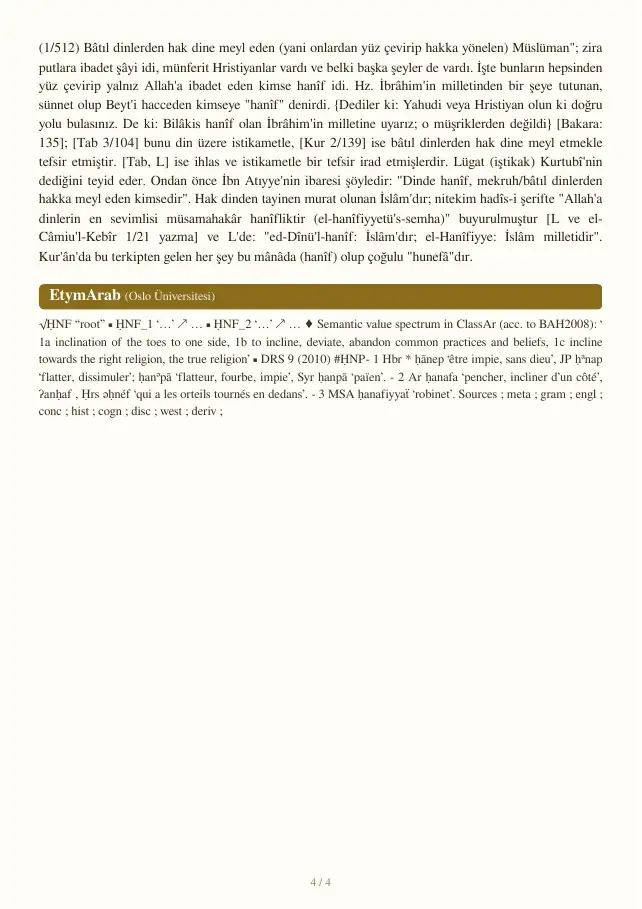 (1/512) Bâtıl dinlerden hak dine meyl eden (yani onlardan yüz çevirip hakka yönelen) Müslüman"; zira
putlara ibadet şâyi idi, münferit Hristiyanlar vardı ve belki başka şeyler de vardı. İşte bunların hepsinden
yüz çevirip yalnız Allah'a ibadet eden kimse hanîf idi. Hz. İbrâhim'in milletinden bir şeye tutunan,
sünnet olup Beyt'i hacceden kimseye "hanîf" denirdi. {Dediler ki: Yahudi veya Hristiyan olun ki doğru
yolu bulasınız. De ki: Bilâkis hanîf olan İbrâhim'in milletine uyarız; o müşriklerden değildi} [Bakara:
135]; [Tab 3/104] bunu din üzere istikametle, [Kur 2/139] ise bâtıl dinlerden hak dine meyl etmekle
tefsir etmiştir. [Tab, L] ise ihlas ve istikametle bir tefsir irad etmişlerdir. Lügat (iştikak) Kurtubî'nin
dediğini teyid eder. Ondan önce İbn Atıyye'nin ibaresi şöyledir: "Dinde hanîf, mekruh/bâtıl dinlerden
hakka meyl eden kimsedir". Hak dinden tayinen murat olunan İslâm'dır; nitekim hadîs-i şerifte "Allah'a
dinlerin en sevimlisi müsamahakâr hanîfliktir (el-hanîfiyyetü's-semha)" buyurulmuştur [L ve el-
Câmiu'l-Kebîr 1/21 yazma] ve L'de: "ed-Dînü'l-hanîf: İslâm'dır; el-Hanîfiyye: İslâm milletidir".
Kur'ân'da bu terkipten gelen her şey bu mânâda (hanîf) olup çoğulu "hunefâ"dır.
EtymArab (Oslo Üniversitesi)
√ḤNF “root” ▪ ḤNF_1 ‘…’ ↗ … ▪ ḤNF_2 ‘…’ ↗ … ♦ Semantic value spectrum in ClassAr (acc. to BAH2008): ‘
1a inclination of the toes to one side, 1b to incline, deviate, abandon common practices and beliefs, 1c incline
towards the right religion, the true religion’ ▪ DRS 9 (2010) #ḤNP- 1 Hbr * ḥānep ‘être impie, sans dieu’, JP ḥᵃnap
‘flatter, dissimuler’; ḥanᵊpā ‘flatteur, fourbe, impie’, Syr ḥanpā ‘païen’. - 2 Ar ḥanafa ‘pencher, incliner d’un côté’,
ʔanḥaf , Ḥrs əḥnéf ‘qui a les orteils tournés en dedans’. - 3 MSA ḥanafiyyaẗ ‘robinet’. Sources ; meta ; gram ; engl ;
conc ; hist ; cogn ; disc ; west ; deriv ;
4 / 4